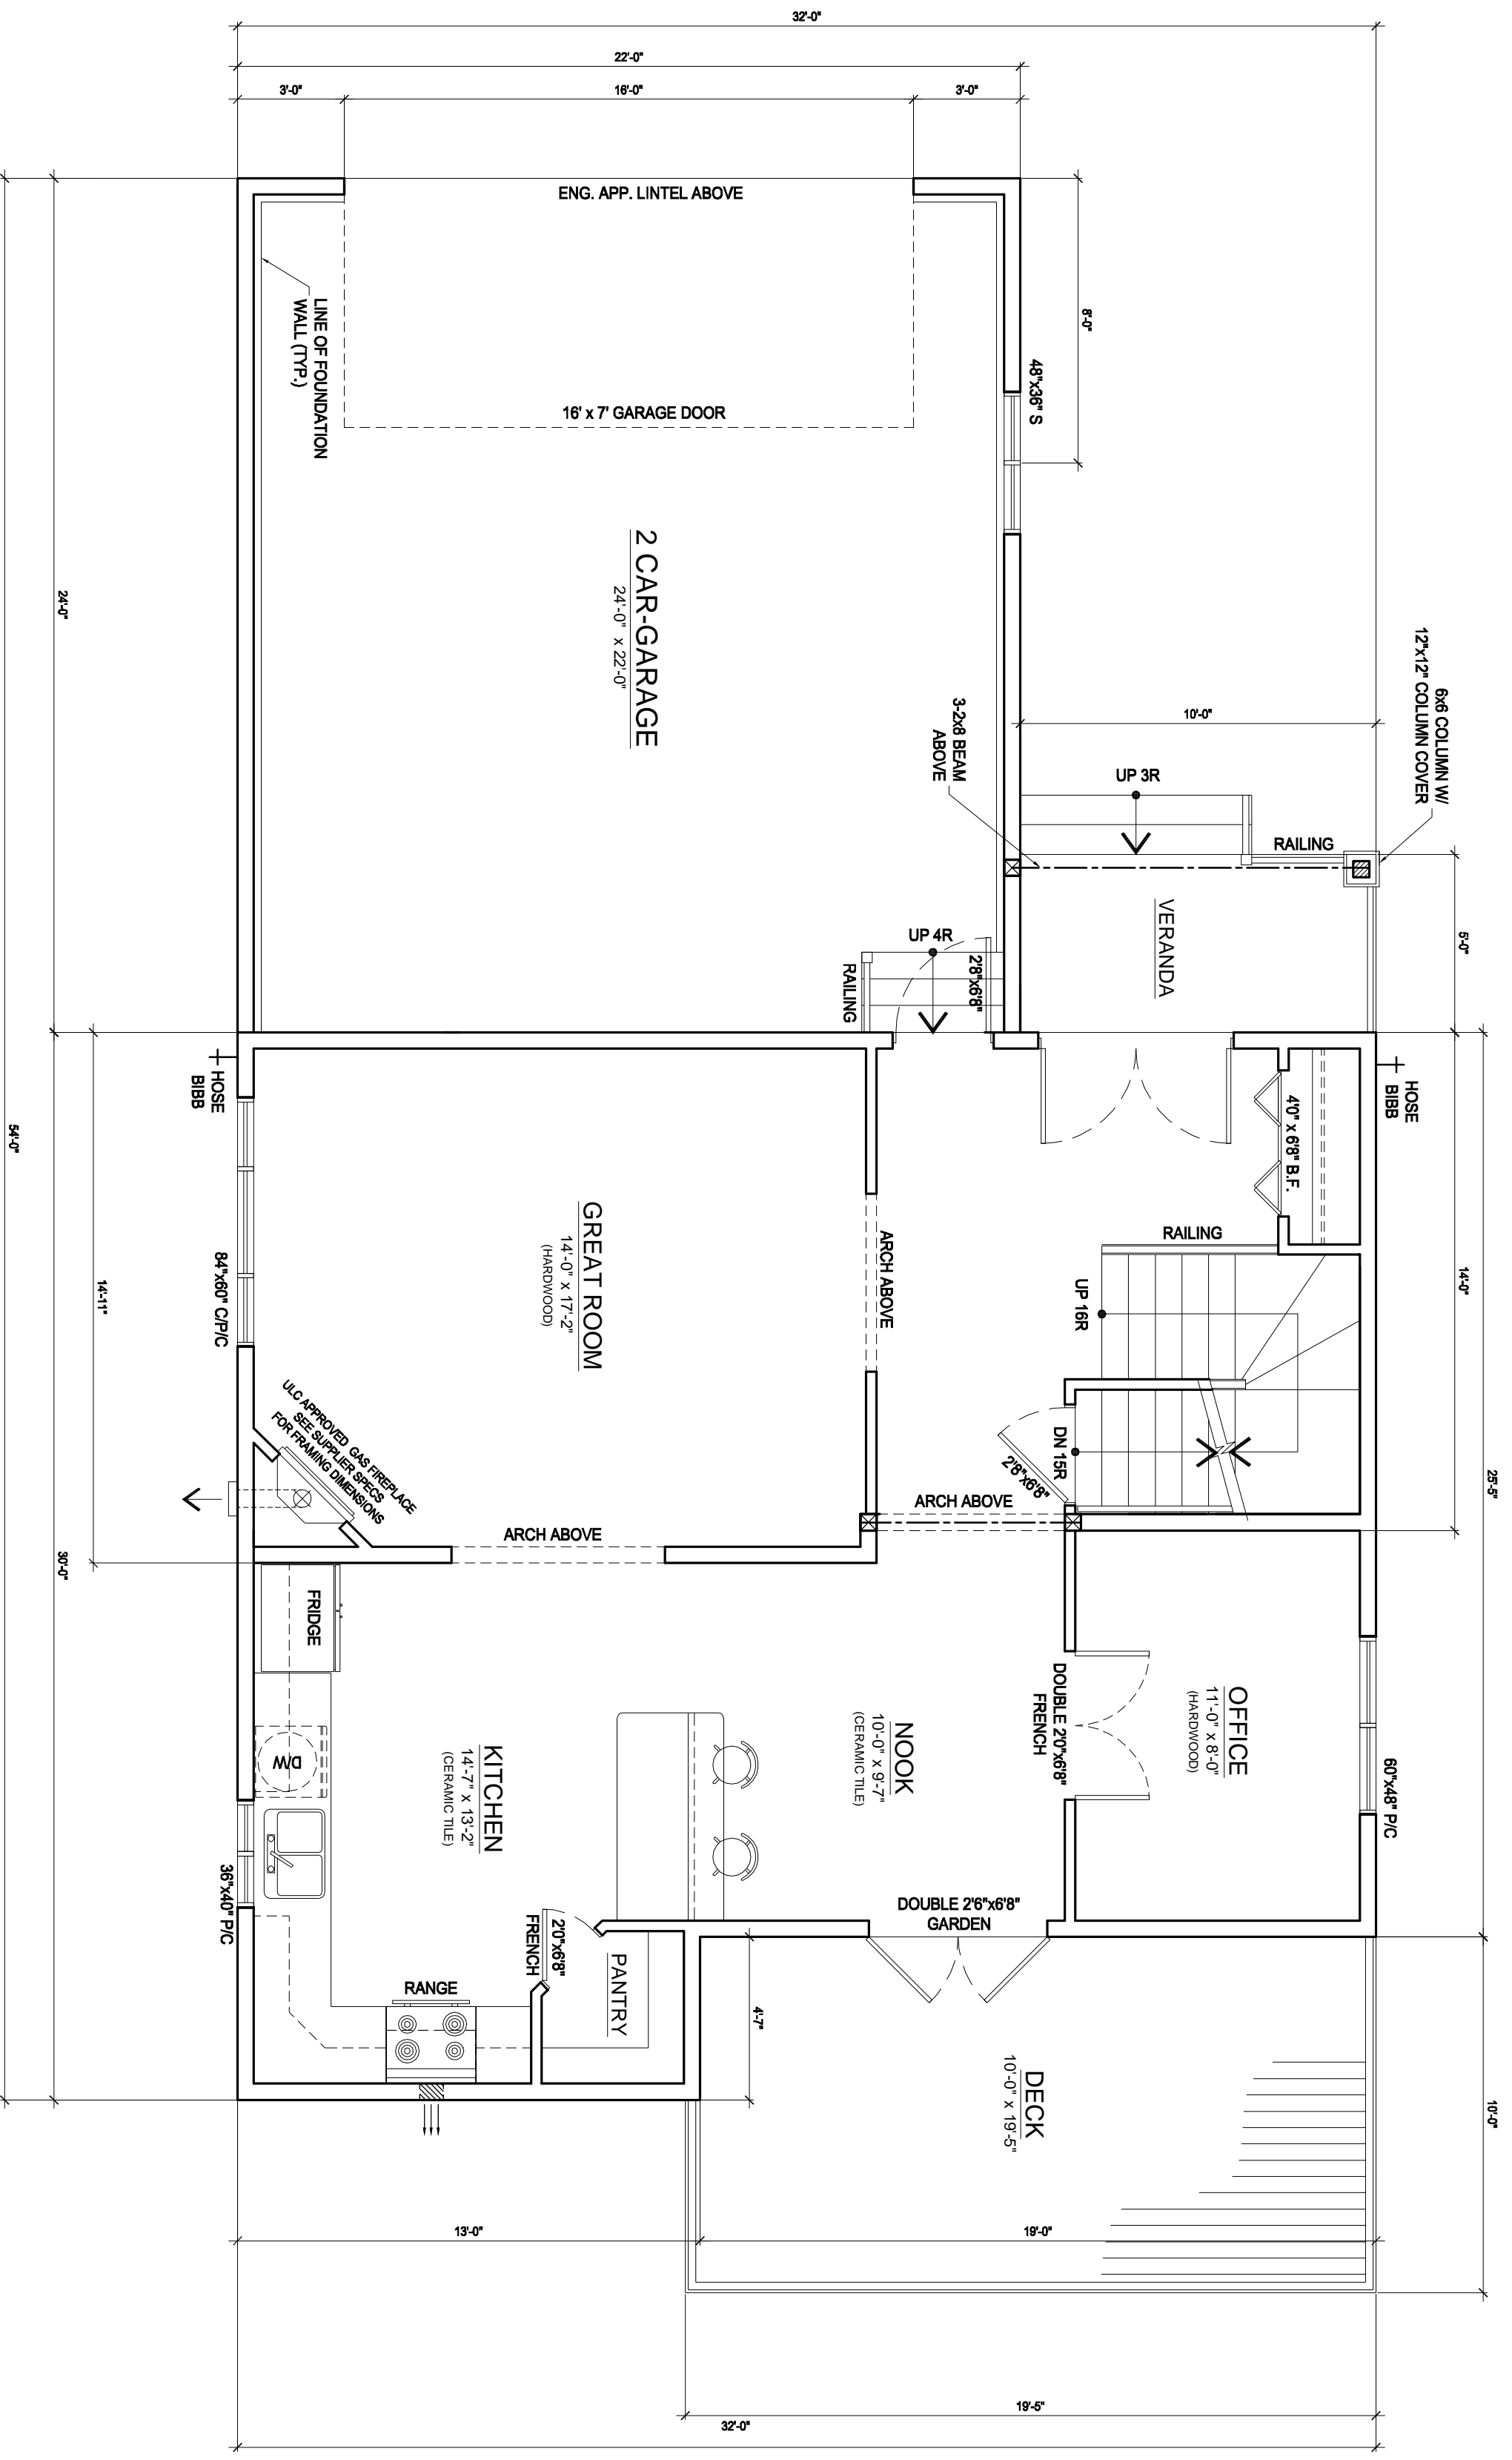 32'-0"
22'-0"
3'-0"
16'-0"
3'-0"
ENG. APP. LINTEL ABOVE
LINE OF FOUNDATION
WALL (TYP.)
8'-0"
48"x36" S
16' x 7' GARAGE DOOR
2 CAR-GARAGE
24'-0" x 22'-0"
24'-0"
54'-0"
6x6 COLUMN W/
12"x12" COLUMN COVER
10'-0"
3-2x8 BEAM
ABOVE
UP 3R
RAILING
VERANDA
5'-0"
UP 4R
2'8"x6'8"
RAILING
HOSE
BIBB
HOSE
BIBB
4'0" x 6'8" B.F.
RAILING
UP 16R
14'-0"
25'-5"
ARCH ABOVE
GREAT ROOM
14'-0" x 17'-2"
(HARDWOOD)
84"x60" C/P/C
14'-11"
30'-0"
DN 15R
2'8"x6'8"
ARCH ABOVE
ULC APPROVED GAS FIREPLACE
SEE SUPPLIER SPECS
FOR FRAMING DIMENSIONS
ARCH ABOVE
FRIDGE
D/W
KITCHEN
14'-7" x 13'-2"
(CERAMIC TILE)
36"x40" P/C
NOOK
10'-0" x 9'-7"
(CERAMIC TILE)
DOUBLE 2'0"x6'8"
FRENCH
OFFICE
11'-0" x 8'-0"
(HARDWOOD)
60"x48" P/C
DOUBLE 2'6"x6'8"
GARDEN
2'0"x6'8"
FRENCH
PANTRY
RANGE
4'-7"
DECK
10'-0" x 19'-5"
10'-0"
13'-0"
19'-0"
19'-5"
32'-0"